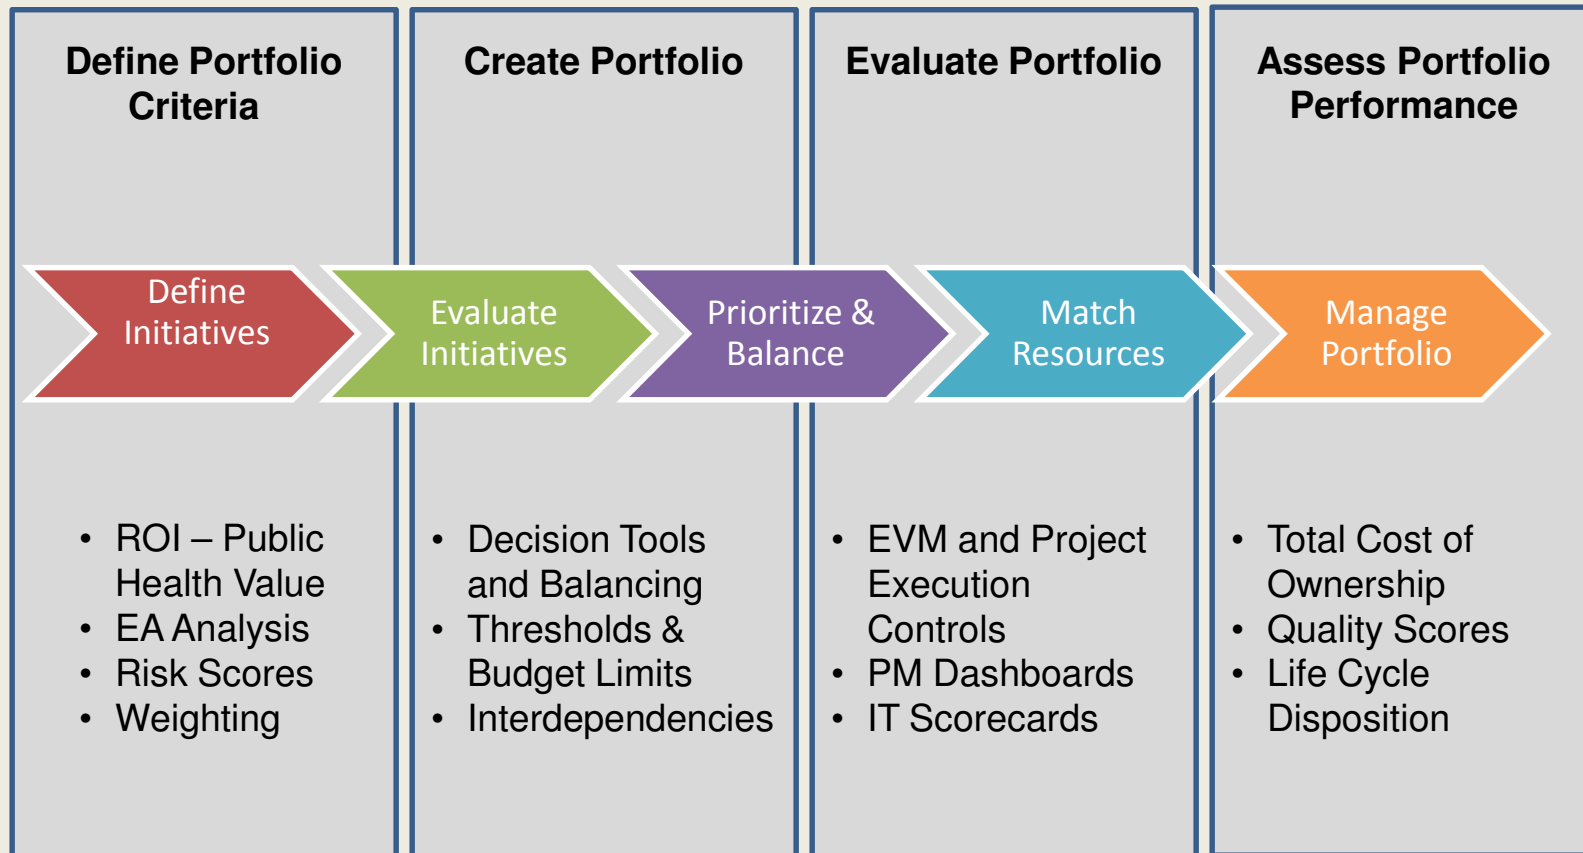 Define Portfolio
Criteria
Create Portfolio
Evaluate Portfolio
Assess Portfolio
Performance
Define
Initiatives
Evaluate
Initiatives
Prioritize &
Balance
Match
Resources
Manage
Portfolio
• ROI – Public
Health Value
• EA Analysis
• Risk Scores
• Weighting
• Decision Tools
and Balancing
• Thresholds &
Budget Limits
• Interdependencies
• EVM and Project
Execution
Controls
• PM Dashboards
• IT Scorecards
• Total Cost of
Ownership
• Quality Scores
• Life Cycle
Disposition